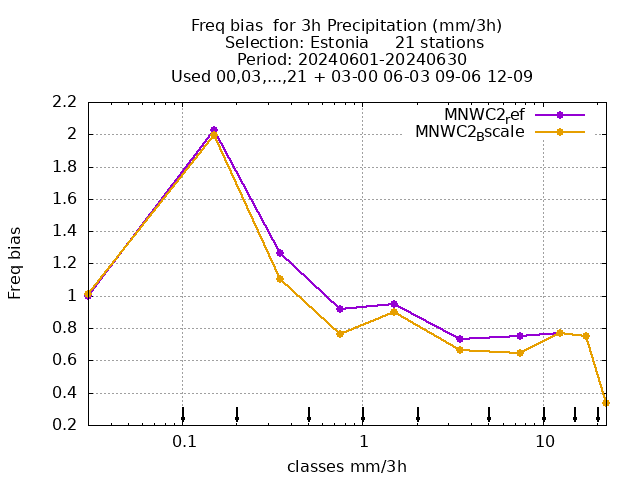 Freq bias  for 3h Precipitation (mm/3h)
Selection: Estonia     21 stations
Period: 20240601-20240630
Used 00,03,...,21 + 03-00 06-03 09-06 12-09
MNWC2ref
MNWC2Bscale
2.2
2
1.8
1.6
1.4
1.2
1
0.8
0.6
0.4
0.2
Freq bias
0.1
1
10
classes mm/3h